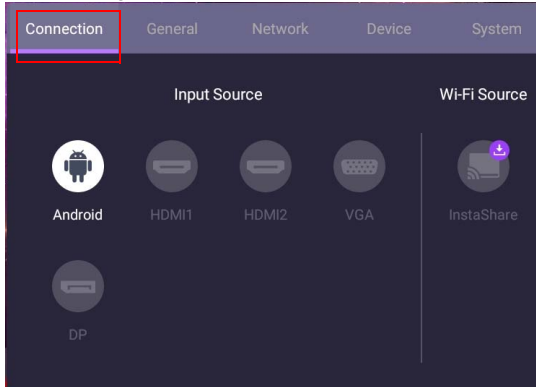 Connection General Network Device System
Input Source Wi-Fi Source
Android HDMI1 HDMI2 VGA InstaShare
DP